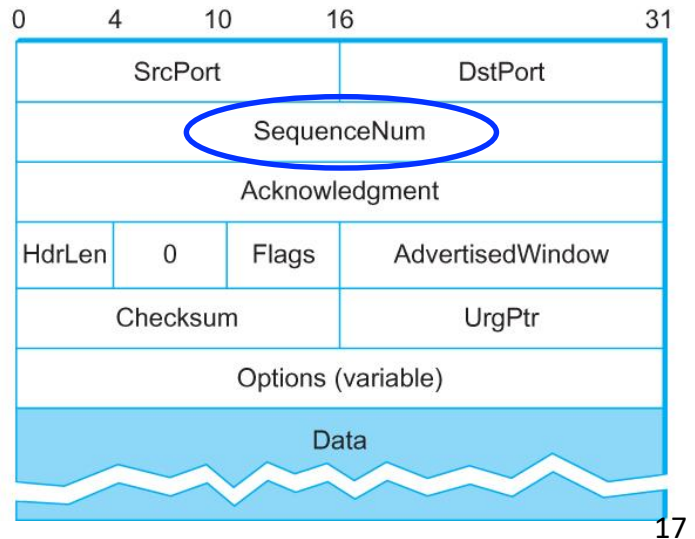 0 4 10 16 31
SrcPort DstPort
SequenceNum
Acknowledgment
HdrLen 0 Flags AdvertisedWindow
Checksum UrgPtr
Options (variable)
Data
17